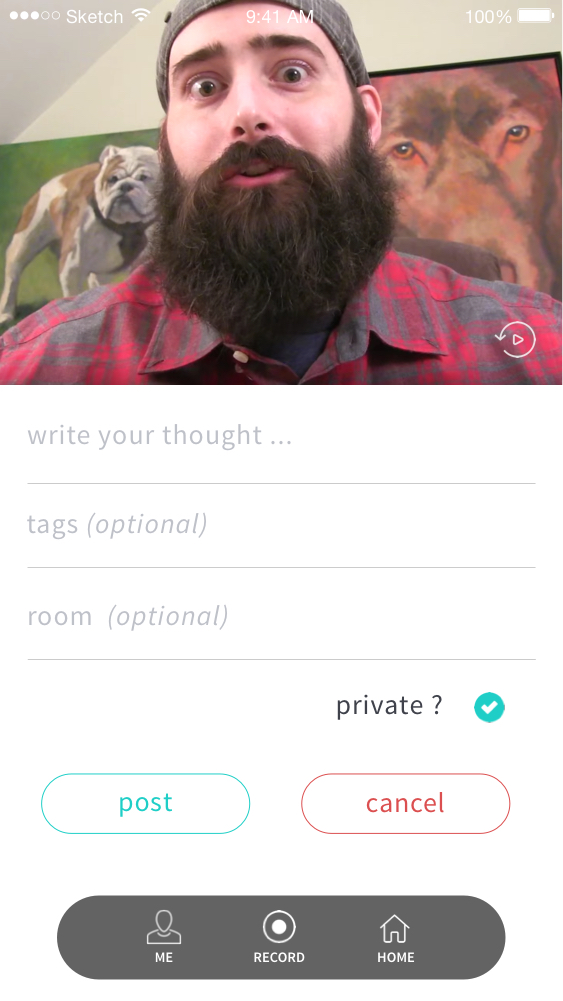 Sketch 9:41 AM 100%
write your thought ...
tags (optional)
room (optional)
private ?
post cancel
ME RECORD HOME